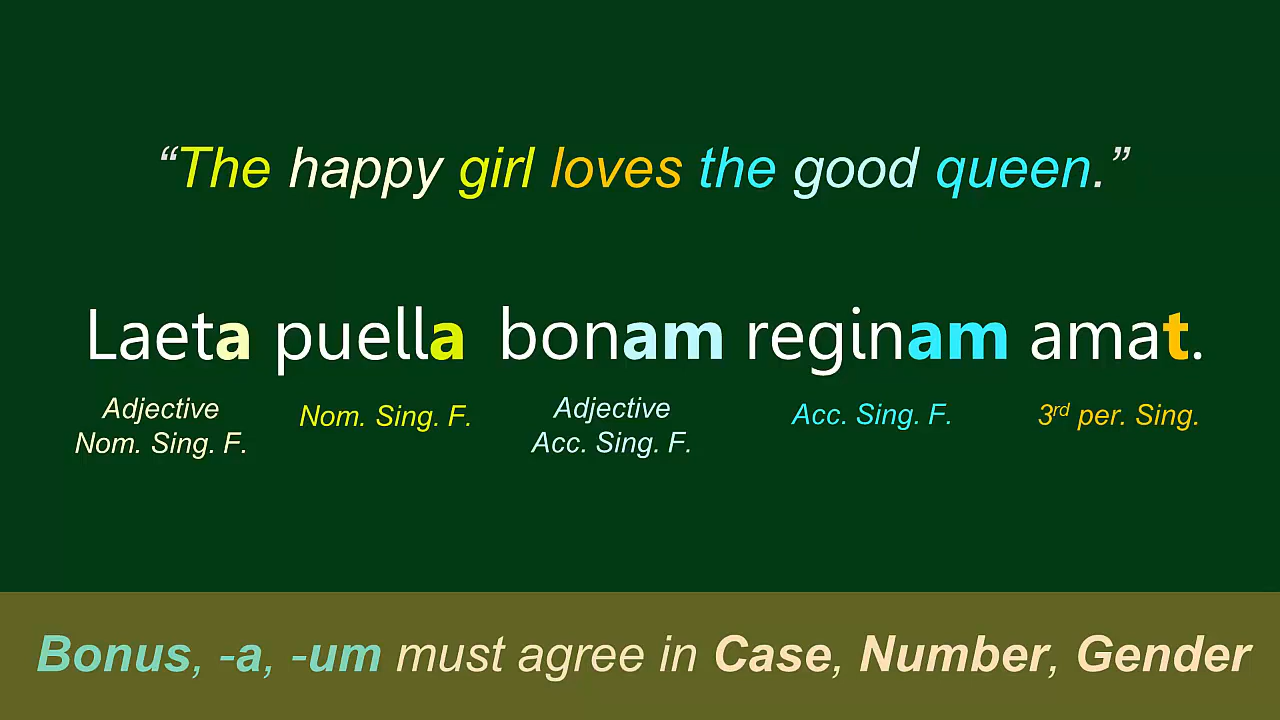 “The happy girl loves the good queen.”
Laeta puella bonam reginam amat.
Adjective
Nom. Sing. F.
Nom. Sing. F.
Adjective
Acc. Sing. F.
Acc. Sing. F.
3rd per. Sing.
Bonus, -a, -um must agree in Case, Number, Gender